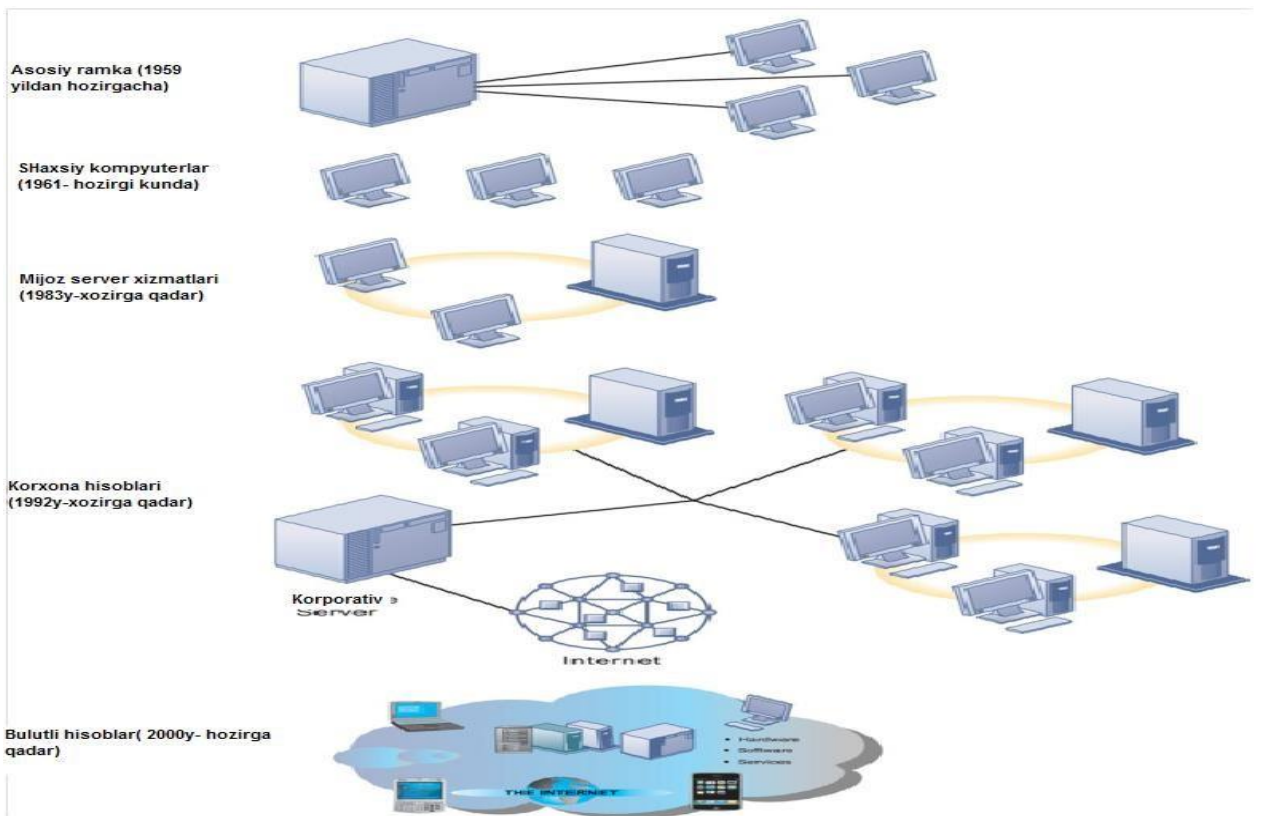 Asosiy ramka (1959
yildan hozirgacha)
SHaxsiy kompyuterlar
(1961- hozirgi kunda)
Mijoz server xizmatlari
(1983y-xozirga qadar)
Korxona hisoblari
(1992y-xozirga qadar)
Korporativ e
Server
Internet
Bulutli hisoblar( 2000y- hozirga
qadar)
• Hardware
• Software
• Services
THE INTERNET